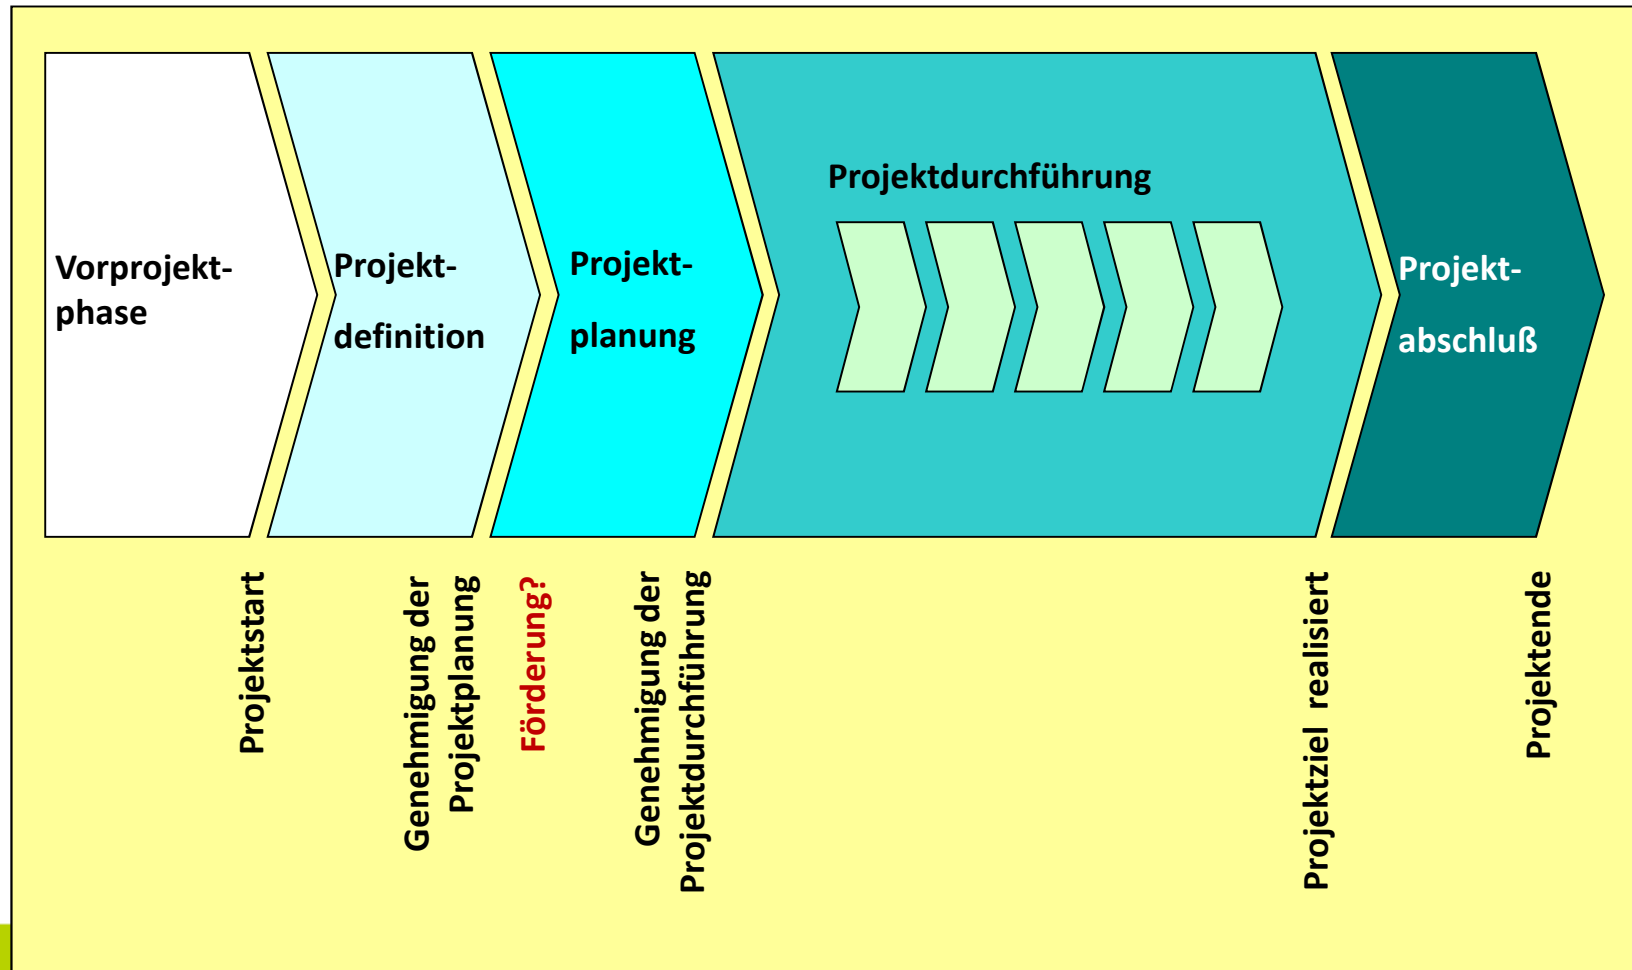 Vorprojekt-
phase
Projekt-
definition
Projekt-
planung
Projektdurchführung
Projekt-
abschluß
Projektstart
Genehmigung der
Projektplanung
Förderung?
Genehmigung der
Projektdurchführung
Projektziel realisiert
Projektende